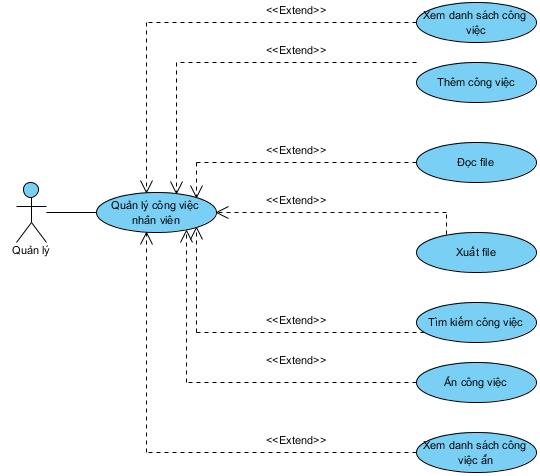 <<Extend>>
Xem danh sách công
việc
<<Extend>>
Thêm công việc
<<Extend>>
Đọc file
<<Extend>>
Quản lý công việc
nhân viên
Quản lý
Xuất file
<<Extend>>
Tìm kiếm công việc
<<Extend>>
Ẩn công việc
<<Extend>>
Xem danh sách công
việc ẩn